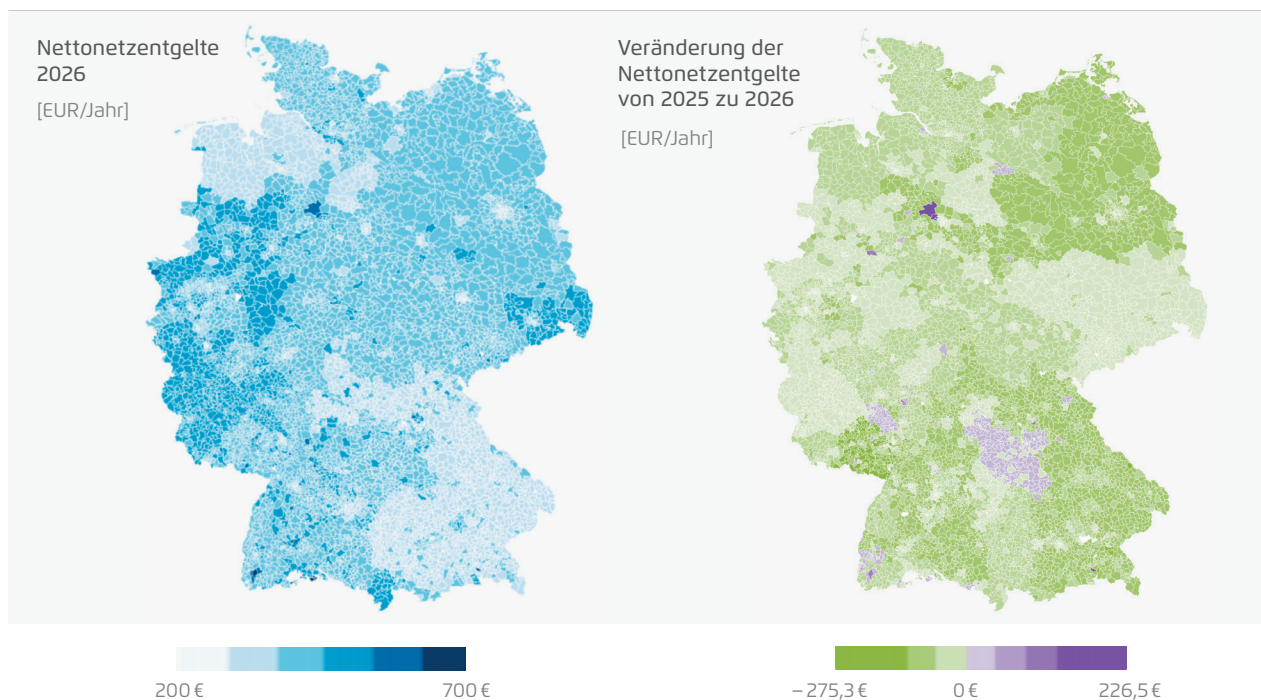 Nettonetzentgelte
2026
[EUR/Jahr]
Veränderung der
Nettonetzentgelte
von 2025 zu 2026
[EUR/Jahr]
200 € 700 €
– 275,3 € 0 € 226,5 €